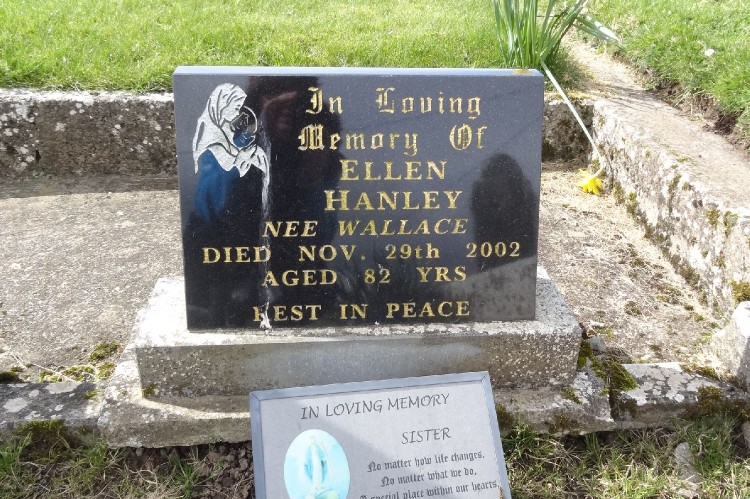 In Loving
Memory Of
ELLEN
HANLEY
NEE WALLACE
DIED NOV. 29th 2002
AGED 82 YRS
REST IN PEACE
IN LOVING MEMORY
SISTER
No matter how life changes,
No matter what we do,
A special place within our hearts,